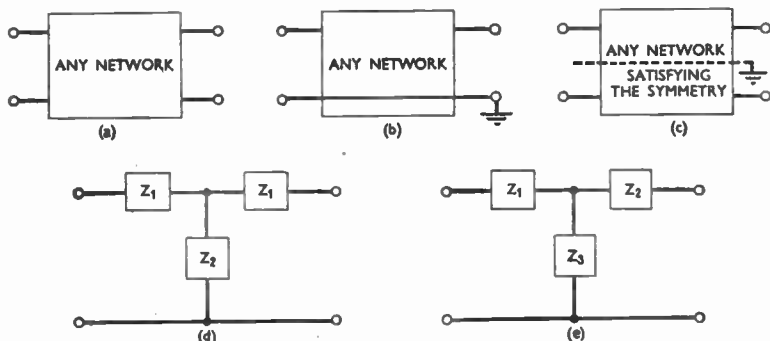 ANY NETWORK
(a)
ANY NETWORK
(b)
ANY NETWORK
SATISFYING
THE SYMMETRY
(c)
Z1 Z1
Z2
(d)
Z1 Z2
Z3
(e)